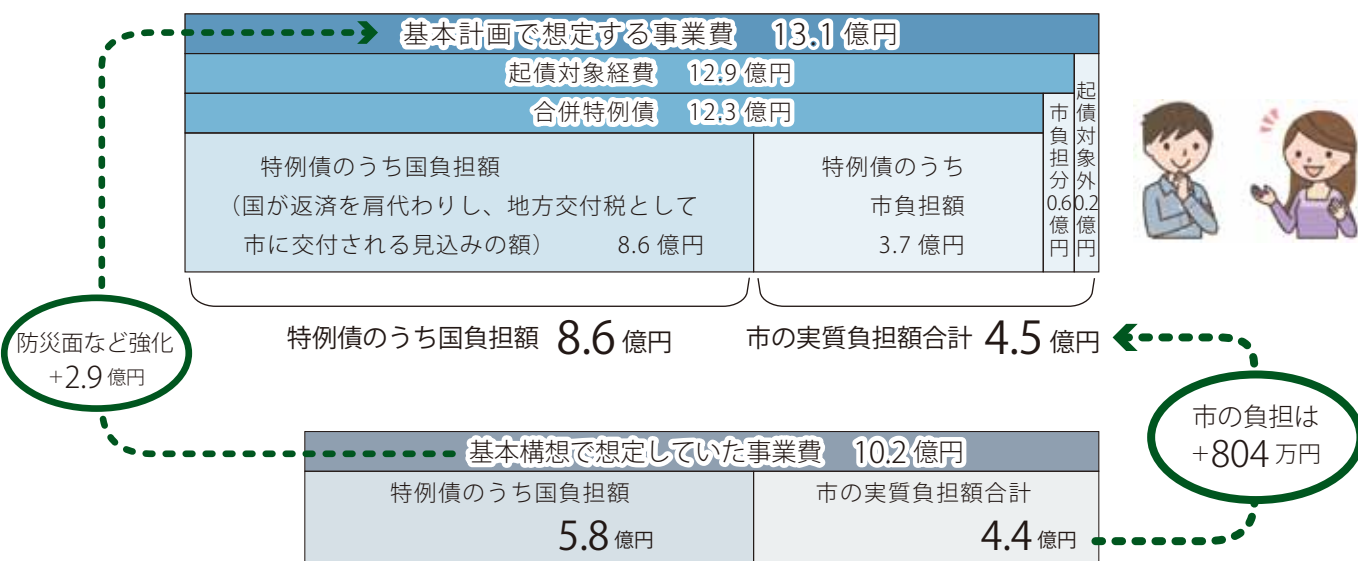 基本計画で想定する事業費 13.1億円
起債対象経費 12.9億円
合併特例債 12.3億円
特例債のうち国負担額
（国が返済を肩代わりし、地方交付税として
市に交付される見込みの額） 8.6億円
特例債のうち
市負担額
3.7億円
市負担分0.6億円
起債対象外0.2億円
特例債のうち国負担額 8.6億円
市の実質負担額合計 4.5億円
防災面など強化
+2.9億円
市の負担は
+804万円
基本構想で想定していた事業費 10.2億円
特例債のうち国負担額
5.8億円
市の実質負担額合計
4.4億円